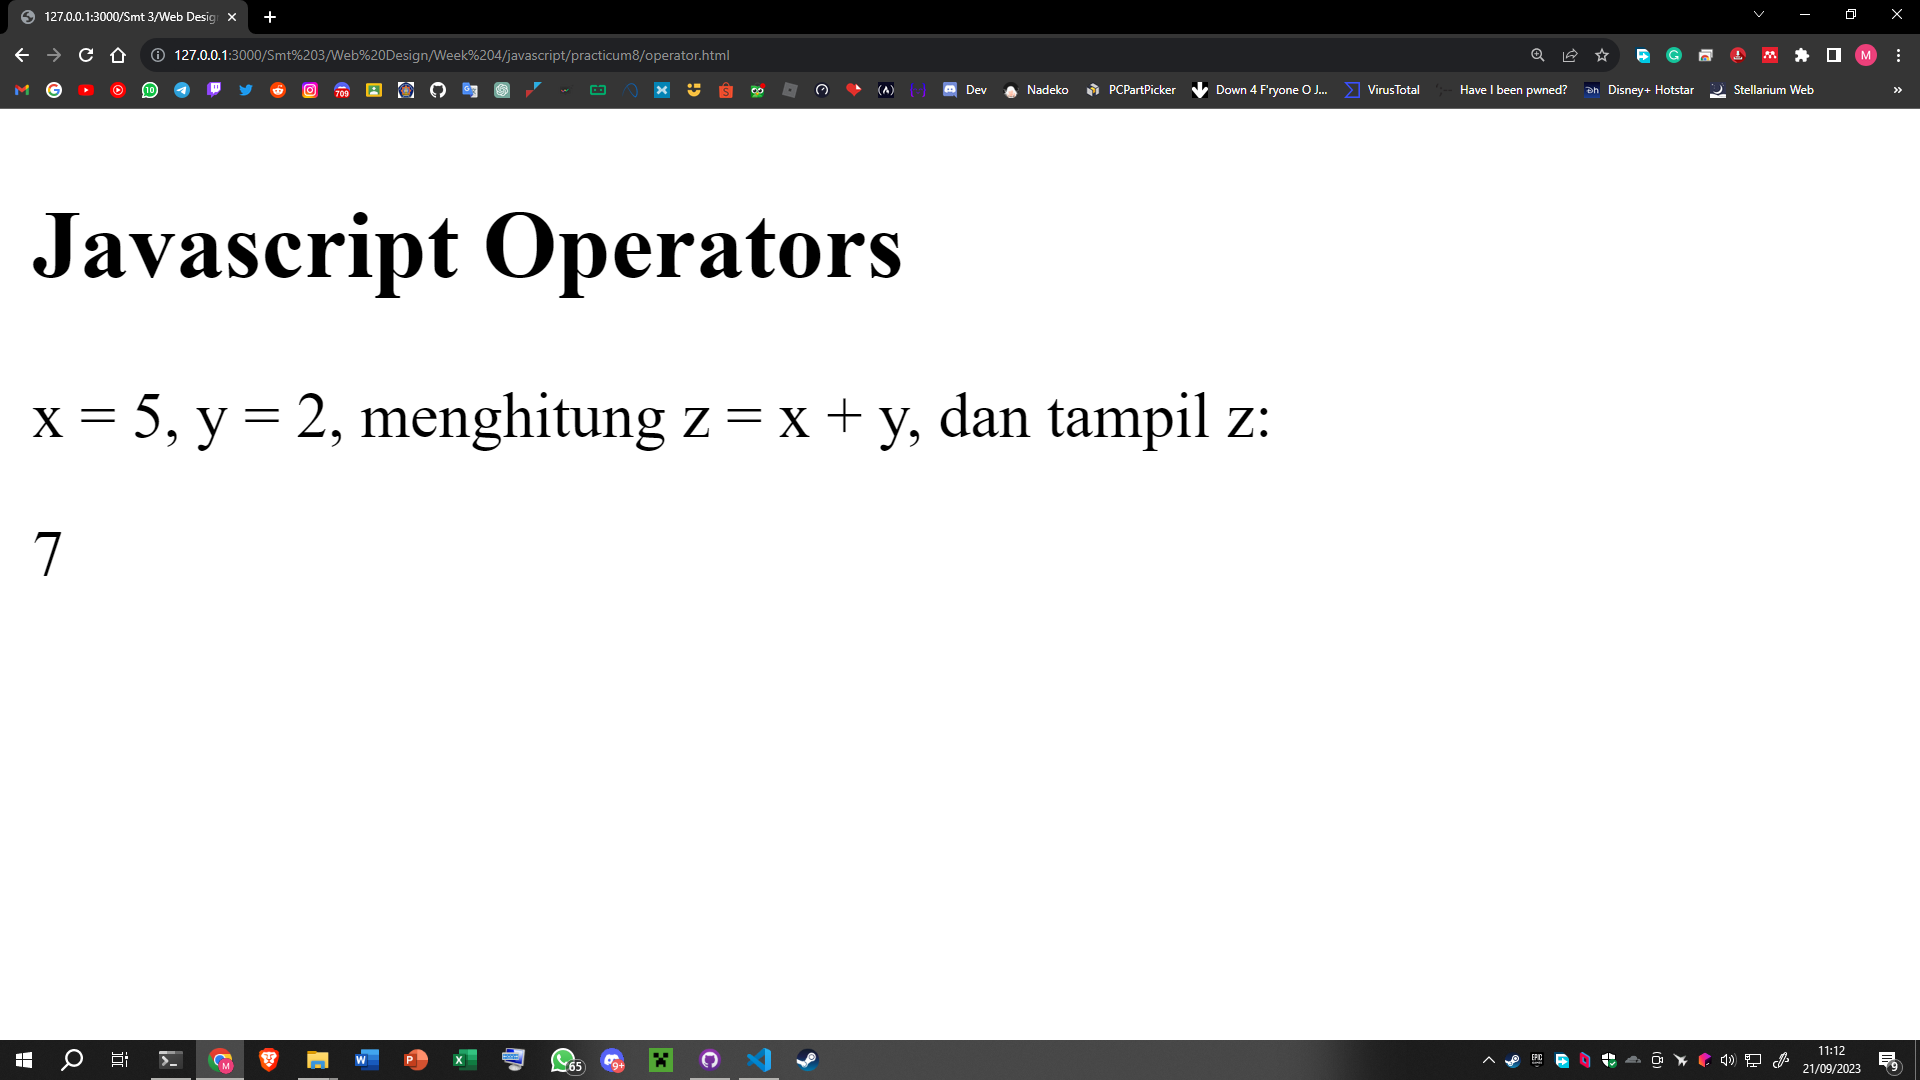 127.0.0.1:3000/Smt 3/Web Desig
127.0.0.1:3000/Smt%203/Web%20Design/Week%204/javascript/practicum8/operator.html
M
10
709
Dev
Nadeko
PCPartPicker
Down 4 F'ryone O J...
VirusTotal
Have I been pwned?
Disney+ Hotstar
Stellarium Web
»
Javascript Operators
x = 5, y = 2, menghitung z = x + y, dan tampil z:
7
65
9+
11:12
21/09/2023
9